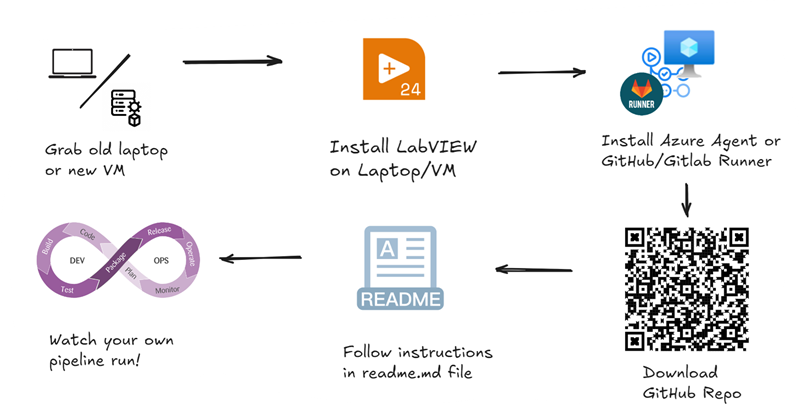 Grab old laptop
or new VM
24
Install LabVIEW
on Laptop/VM
RUNNER
Install Azure Agent or
GitHub/Gitlab Runner
Download
GitHub Repo
A
README
Follow instructions
in readme.md file
Build
Code
Release
Operate
DEV
Package
OPS
Plan
Test
Monitor
Watch your own
pipeline run!